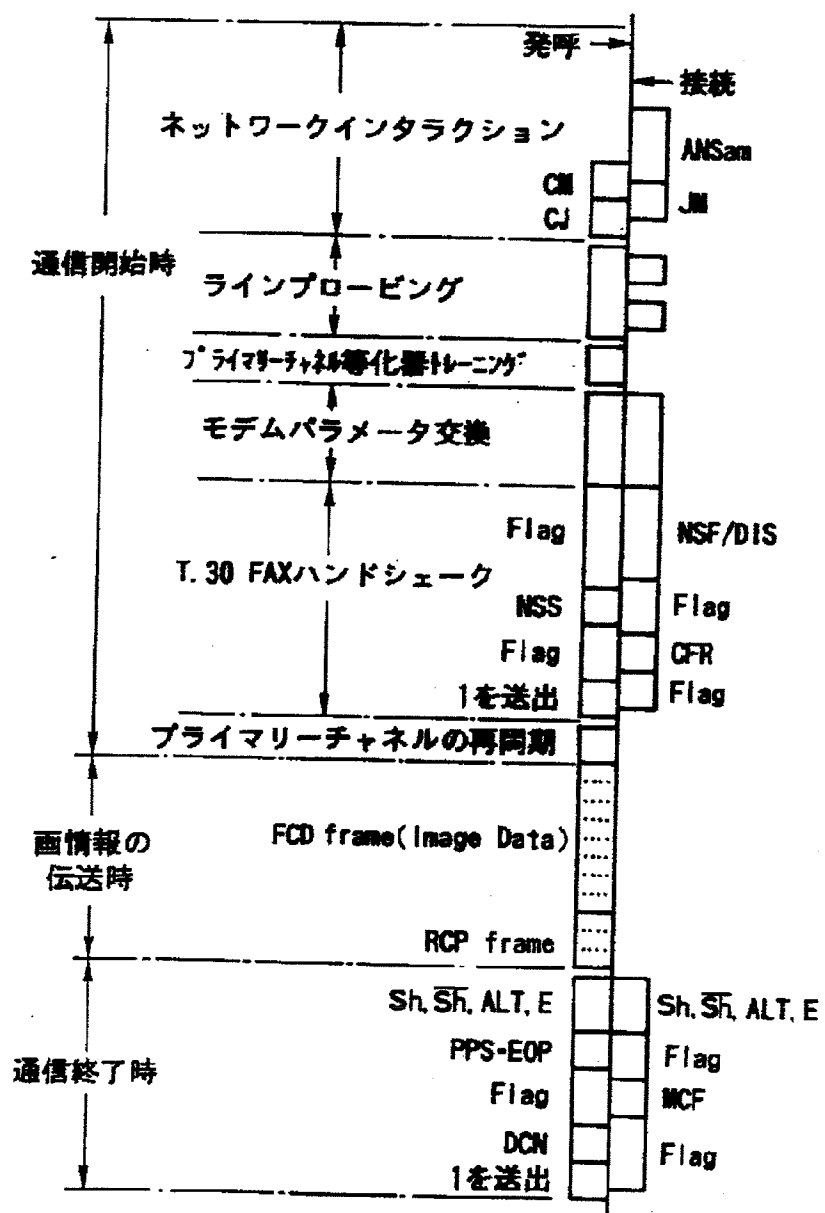 発呼
接続
ネットワークインタラクション
ANSam
CM
JM
CJ
通信開始時
ラインプロービング
プライマリーチャネル等化器トレーニング
モデムパラメータ交換
Flag
NSF/DIS
T.30 FAXハンドシェーク
NSS
Flag
Flag
CFR
1を送出
Flag
プライマリーチャネルの再同期
画情報の
伝送時
FCD frame(Image Data)
RCP frame
Sh, S̅h̅, ALT, E
Sh, S̅h̅, ALT, E
PPS-EOP
Flag
通信終了時
Flag
MCF
DCN
Flag
1を送出